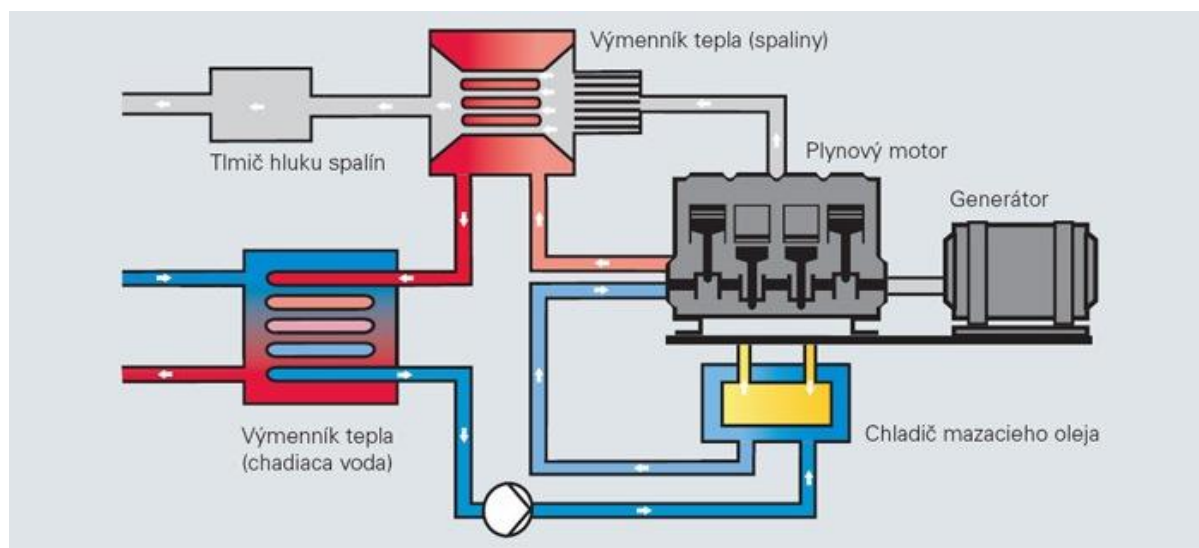 Výmenník tepla (spaliny)
Tlmič hluku spalín
Plynový motor
Generátor
Výmenník tepla
(chadiaca voda)
Chladič mazacieho oleja